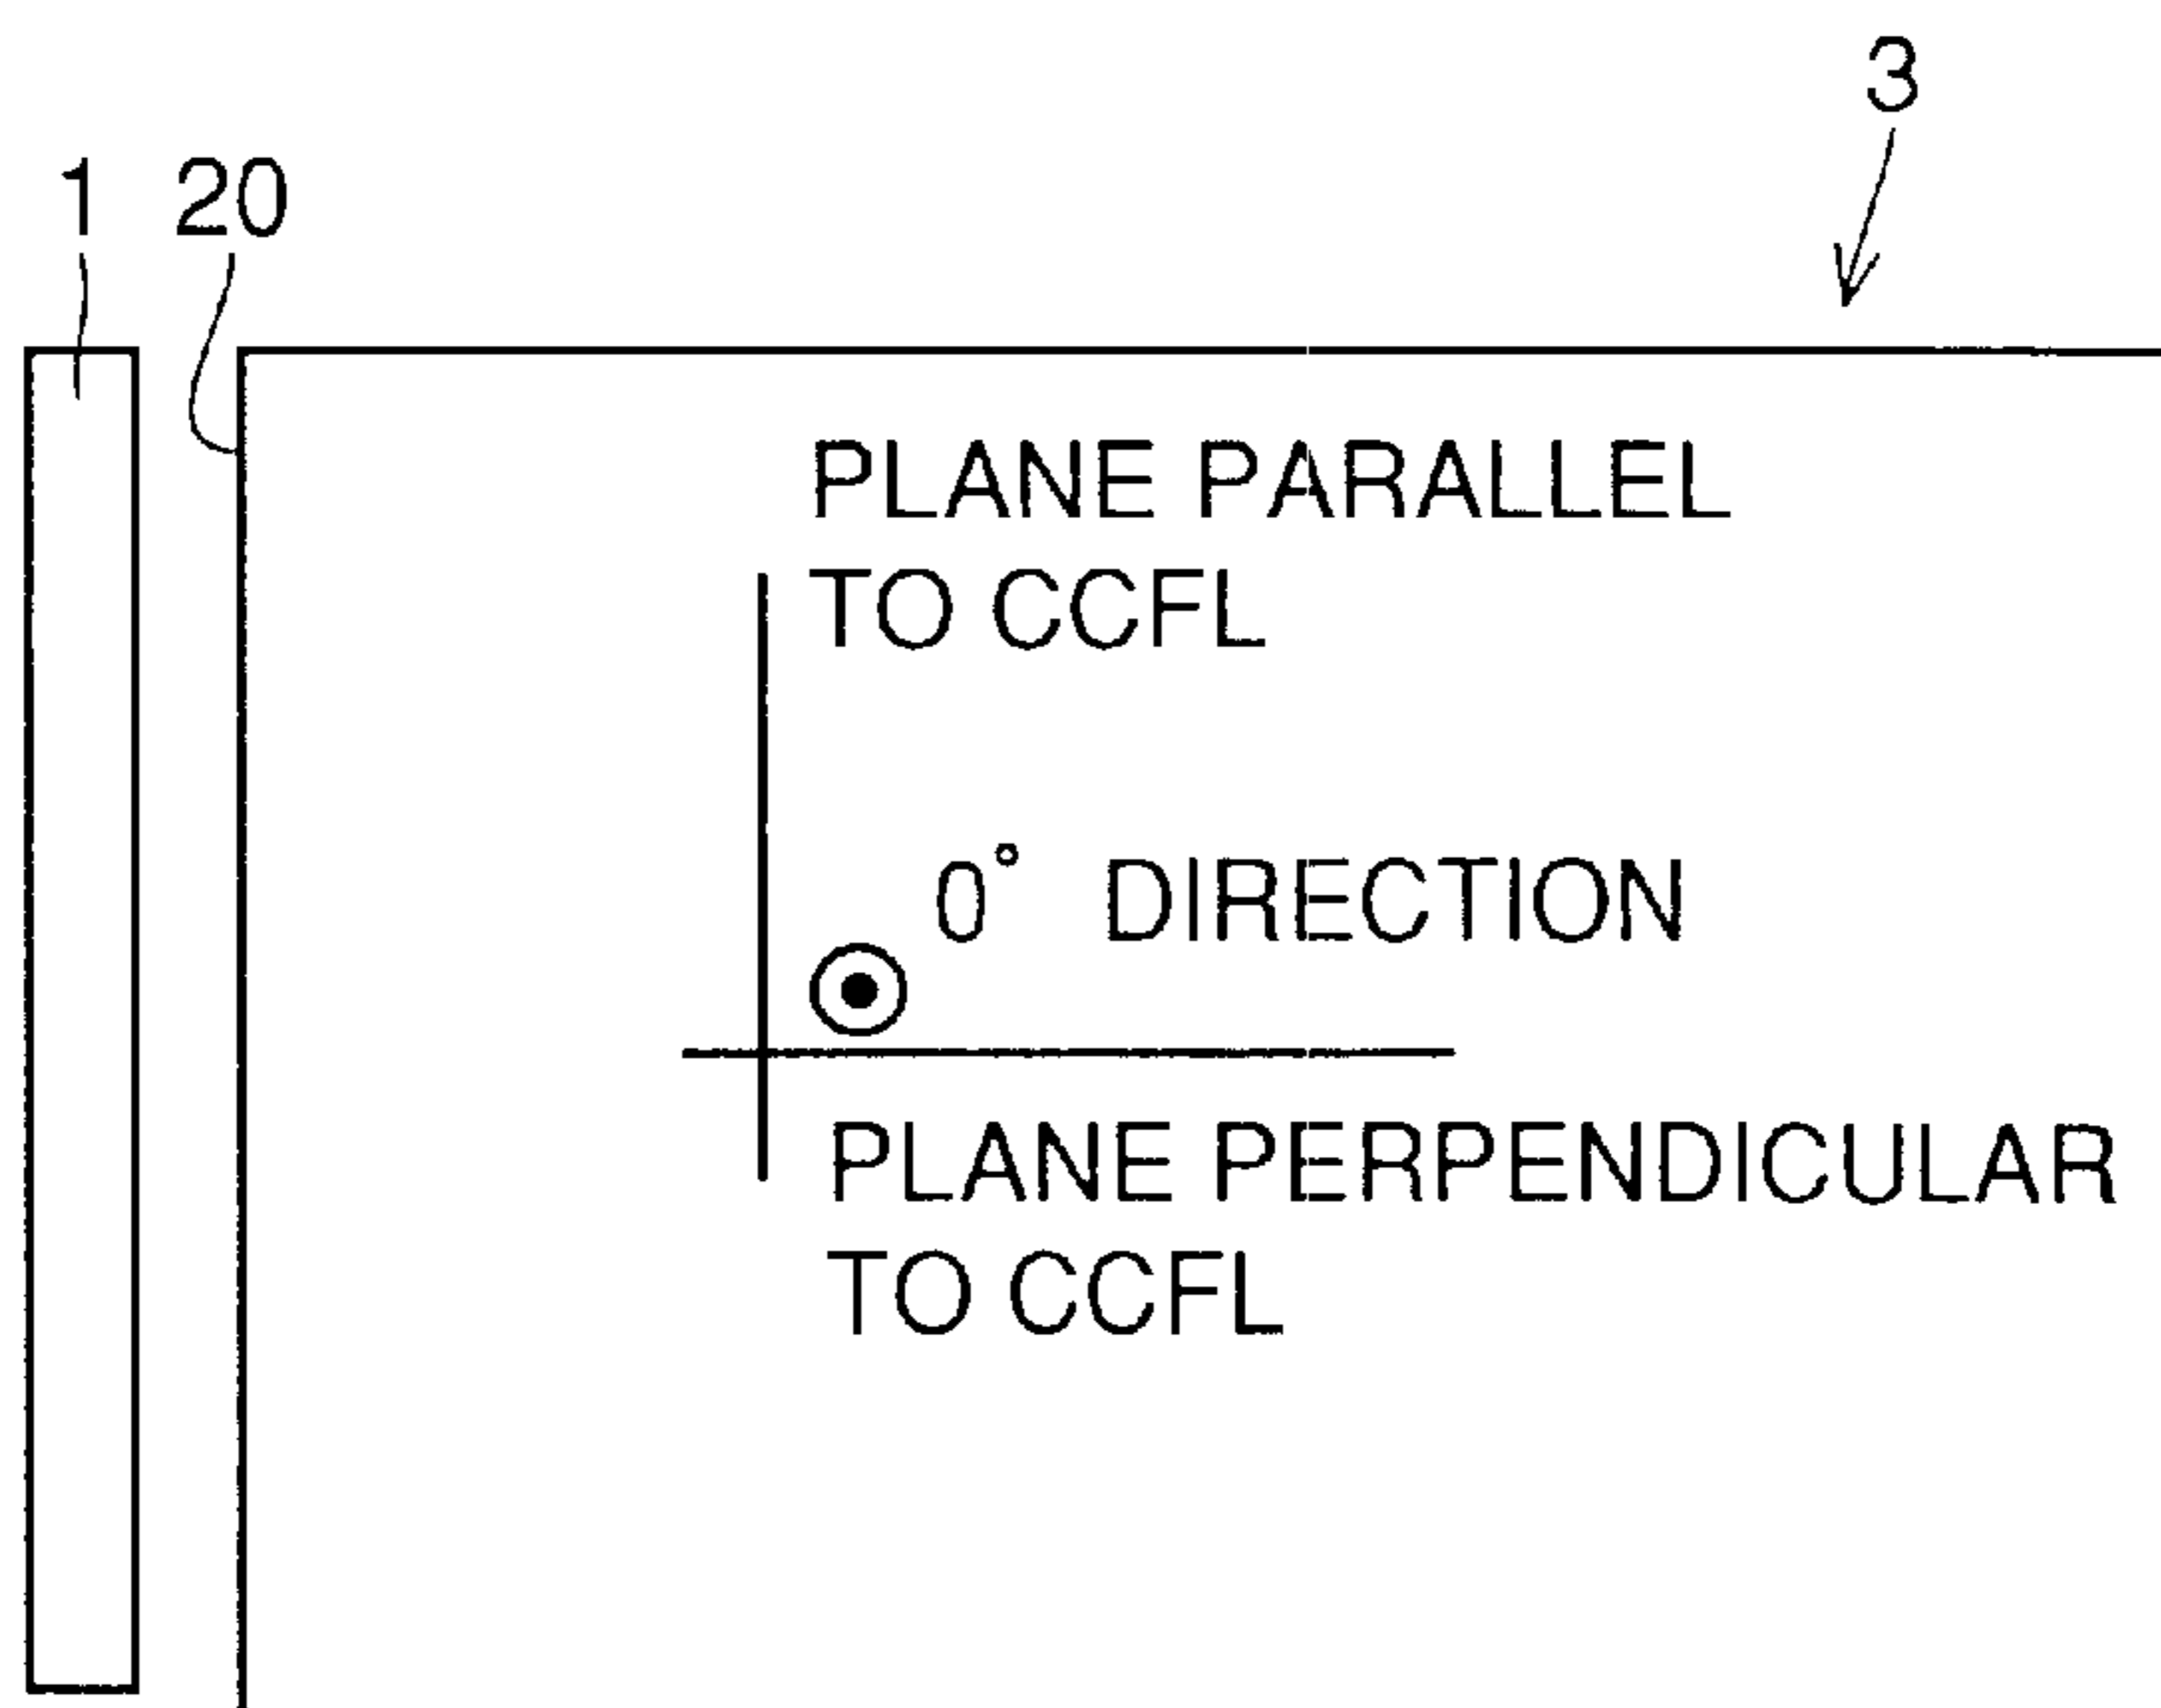 3
1 20
PLANE PARALLEL
TO CCFL
0° DIRECTION
PLANE PERPENDICULAR
TO CCFL